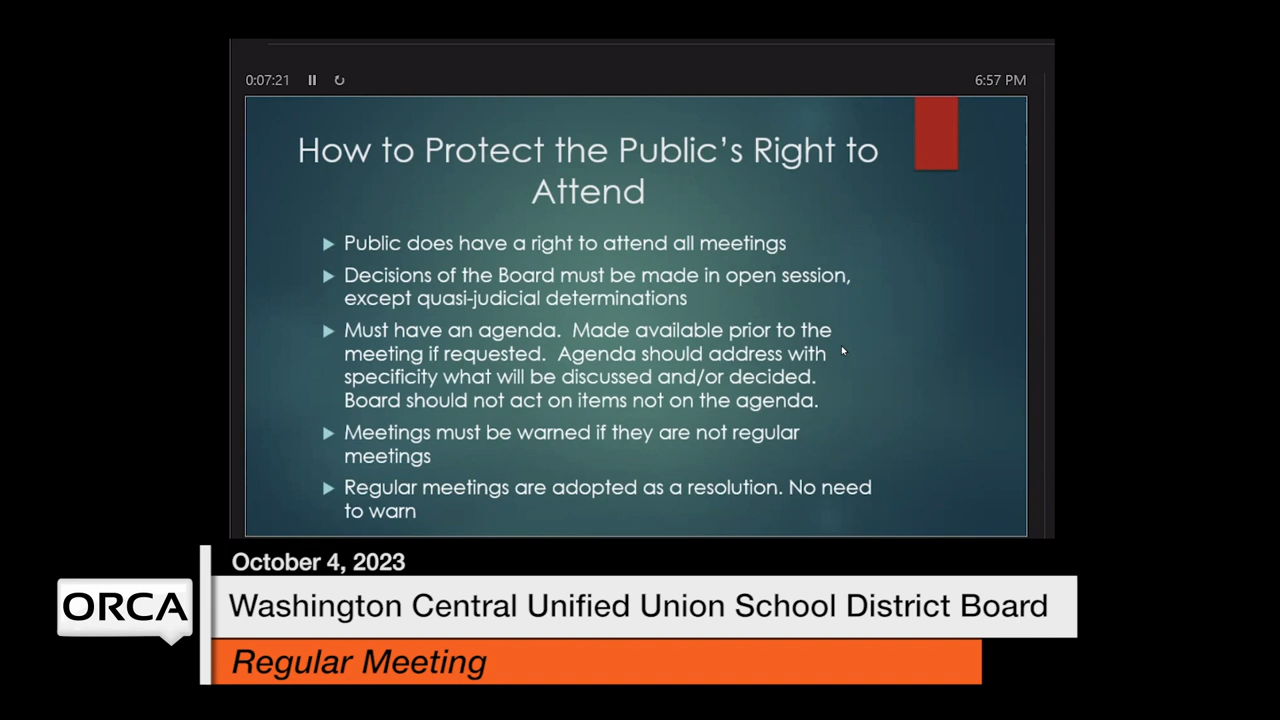 0:07:21
6:57 PM
How to Protect the Public's Right to
Attend
Public does have a right to attend all meetings
Decisions of the Board must be made in open session,
except quasi-judicial determinations
Must have an agenda.  Made available prior to the
meeting if requested.  Agenda should address with
specificity what will be discussed and/or decided.
Board should not act on items not on the agenda.
Meetings must be warned if they are not regular
meetings
Regular meetings are adopted as a resolution. No need
to warn
October 4, 2023
ORCA
Washington Central Unified Union School District Board
Regular Meeting